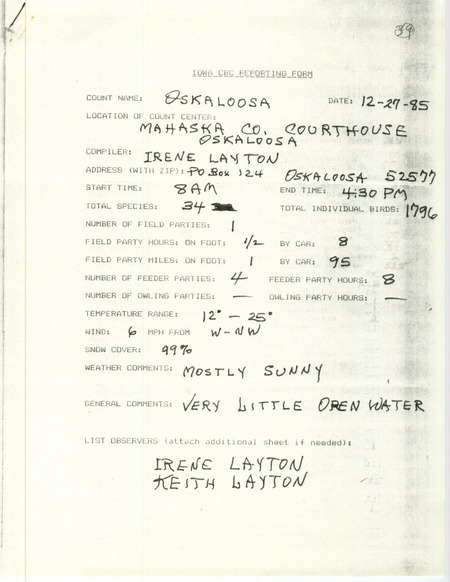 39
IOWA CBC REPORTING FORM
COUNT NAME: OSKALOOSA DATE: 12-27-85
LOCATION OF COUNT CENTER:
MAHASKA CO. COURTHOUSE
OSKALOOSA
COMPILER: IRENE LAYTON
ADDRESS (WITH ZIP): PO Box 124 OSKALOOSA 52577
START TIME: 8 AM END TIME: 4:30 PM
TOTAL SPECIES: 34 TOTAL INDIVIDUAL BIRDS: 1796
NUMBER OF FIELD PARTIES: 1
FIELD PARTY HOURS: ON FOOT: 1/2 BY CAR: 8
FIELD PARTY MILES: ON FOOT: 1 BY CAR: 95
NUMBER OF FEEDER PARTIES: 4 FEEDER PARTY HOURS: 8
NUMBER OF OWLING PARTIES: — OWLING PARTY HOURS: —
TEMPERATURE RANGE: 12° — 25°
WIND: 6 MPH FROM W-NW
SNOW COVER: 99%
WEATHER COMMENTS: MOSTLY SUNNY
GENERAL COMMENTS: VERY LITTLE OPEN WATER
LIST OBSERVERS (attach additional sheet if needded):
IRENE LAYTON
KEITH LAYTON